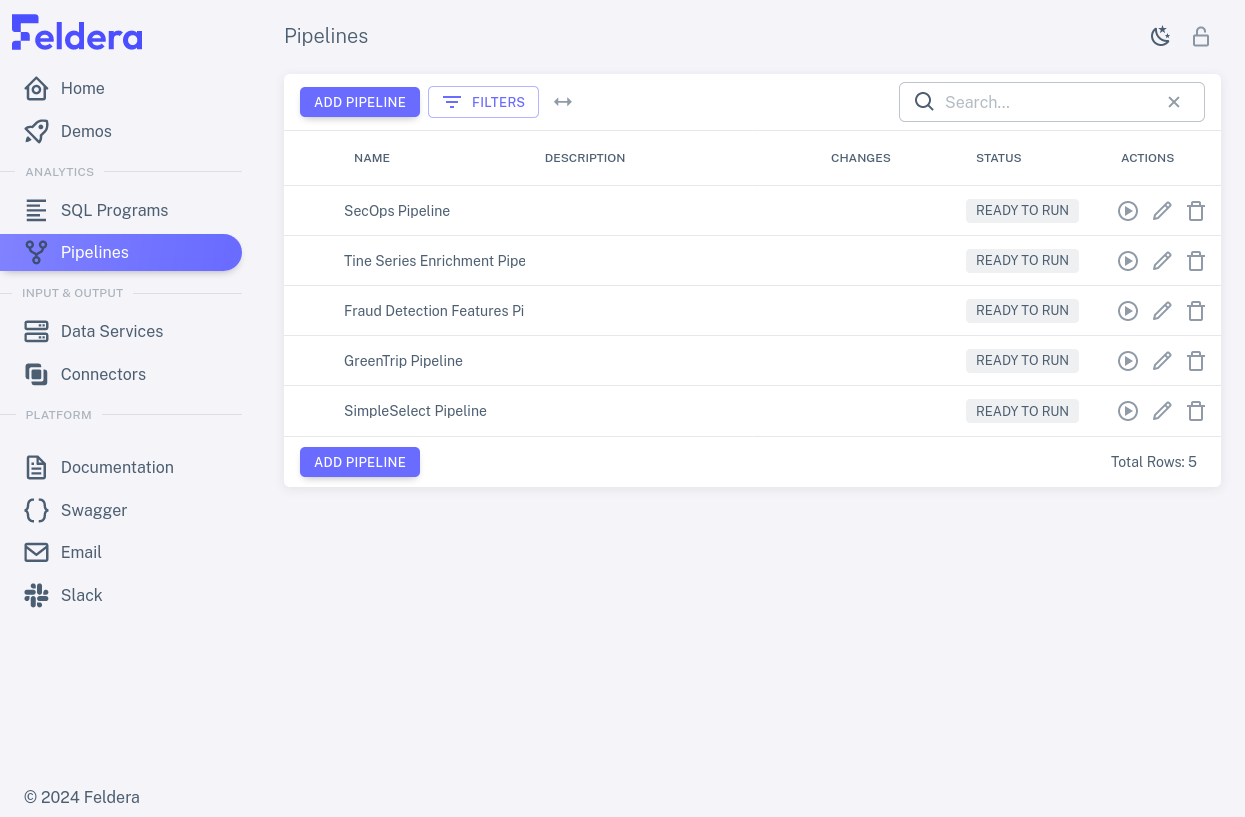 Feldera
Pipelines
Home
Demos
ANALYTICS
SQL Programs
Pipelines
INPUT & OUTPUT
Data Services
Connectors
PLATFORM
Documentation
Swagger
Email
Slack
© 2024 Feldera
ADD PIPELINE FILTERS Search...
NAME DESCRIPTION CHANGES STATUS ACTIONS
SecOps Pipeline READY TO RUN
Tine Series Enrichment Pipe READY TO RUN
Fraud Detection Features Pi READY TO RUN
GreenTrip Pipeline READY TO RUN
SimpleSelect Pipeline READY TO RUN
ADD PIPELINE Total Rows: 5